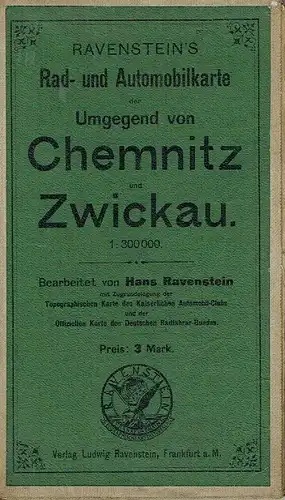 RAVENSTEIN'S
Rad- und Automobilkarte
der
Umgegend von
Chemnitz
und
Zwickau.
1:300000.
Bearbeitet von Hans Ravenstein
mit Zugrundelegung der
Topographischen Karte des Kaiserlichen Automobil-Clubs
und der
Offiziellen Karte des Deutschen Radfahrer-Bundes.
Preis: 3 Mark.
RAVENSTEIN
Verlag Ludwig Ravenstein, Frankfurt a. M.